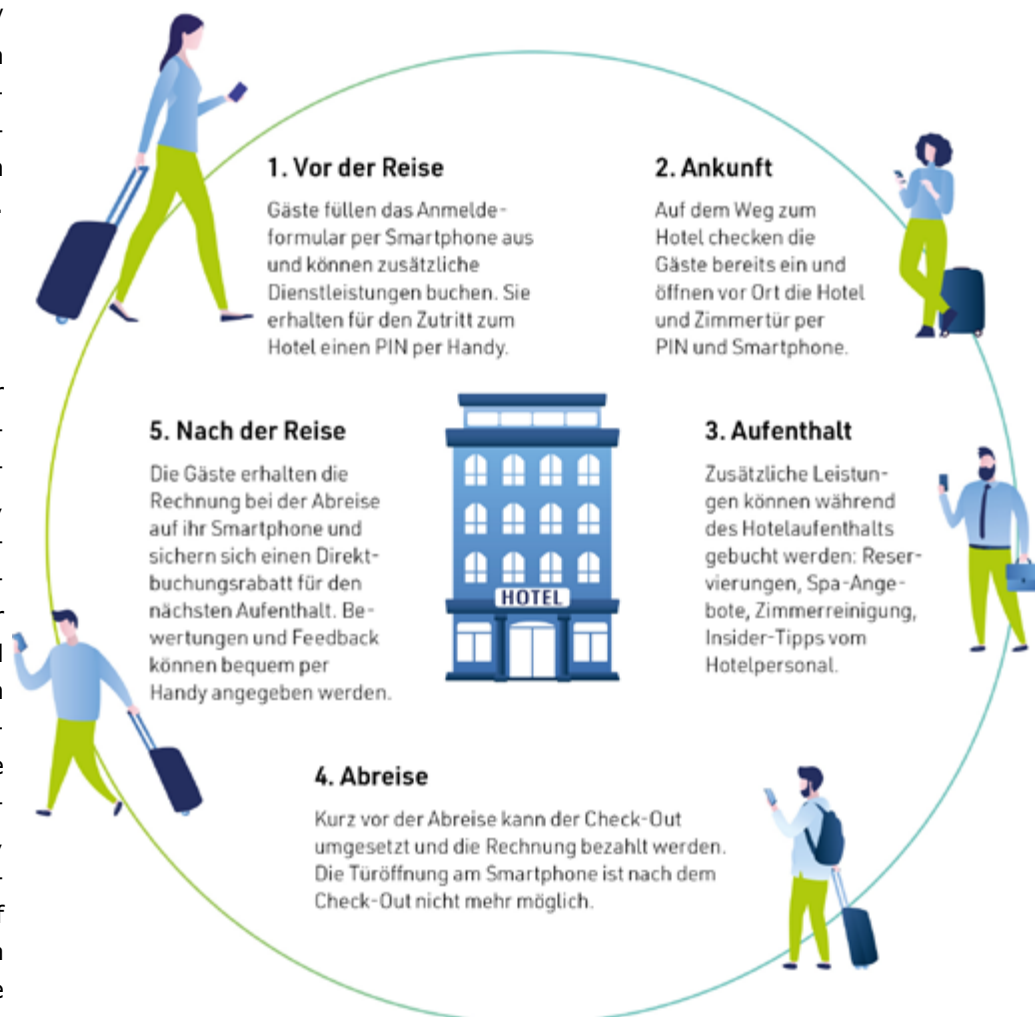 1. Vor der Reise
Gäste füllen das Anmelde-
formular per Smartphone aus
und können zusätzliche
Dienstleistungen buchen. Sie
erhalten für den Zutritt zum
Hotel einen PIN per Handy.
2. Ankunft
Auf dem Weg zum
Hotel checken die
Gäste bereits ein und
öffnen vor Ort die Hotel
und Zimmertür per
PIN und Smartphone.
3. Aufenthalt
Zusätzliche Leistun-
gen können während
des Hotelaufenthalts
gebucht werden: Reser-
vierungen, Spa-Ange-
bote, Zimmerreinigung,
Insider-Tipps vom
Hotelpersonal.
HOTEL
4. Abreise
Kurz vor der Abreise kann der Check-Out
umgesetzt und die Rechnung bezahlt werden.
Die Türöffnung am Smartphone ist nach dem
Check-Out nicht mehr möglich.
5. Nach der Reise
Die Gäste erhalten die
Rechnung bei der Abreise
auf ihr Smartphone und
sichern sich einen Direkt-
buchungsrabatt für den
nächsten Aufenthalt. Be-
wertungen und Feedback
können bequem per
Handy angegeben werden.